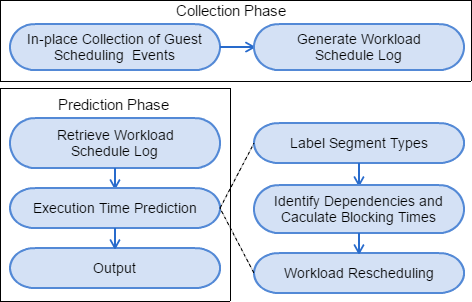 Collection Phase
In-place Collection of Guest
Scheduling Events
Generate Workload
Schedule Log
Prediction Phase
Retrieve Workload
Schedule Log
Execution Time Prediction
Output
Label Segment Types
Identify Dependencies and
Caculate Blocking Times
Workload Rescheduling